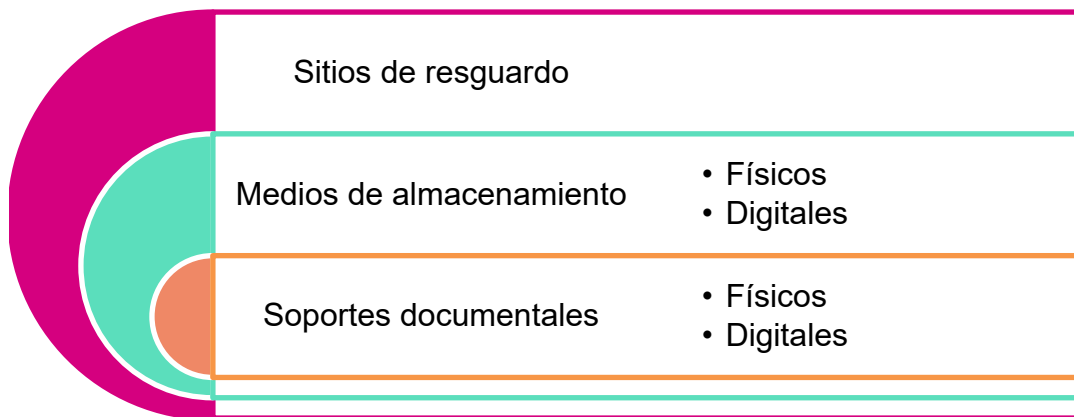 Sitios de resguardo
Medios de almacenamiento
• Físicos
• Digitales
Soportes documentales
• Físicos
• Digitales